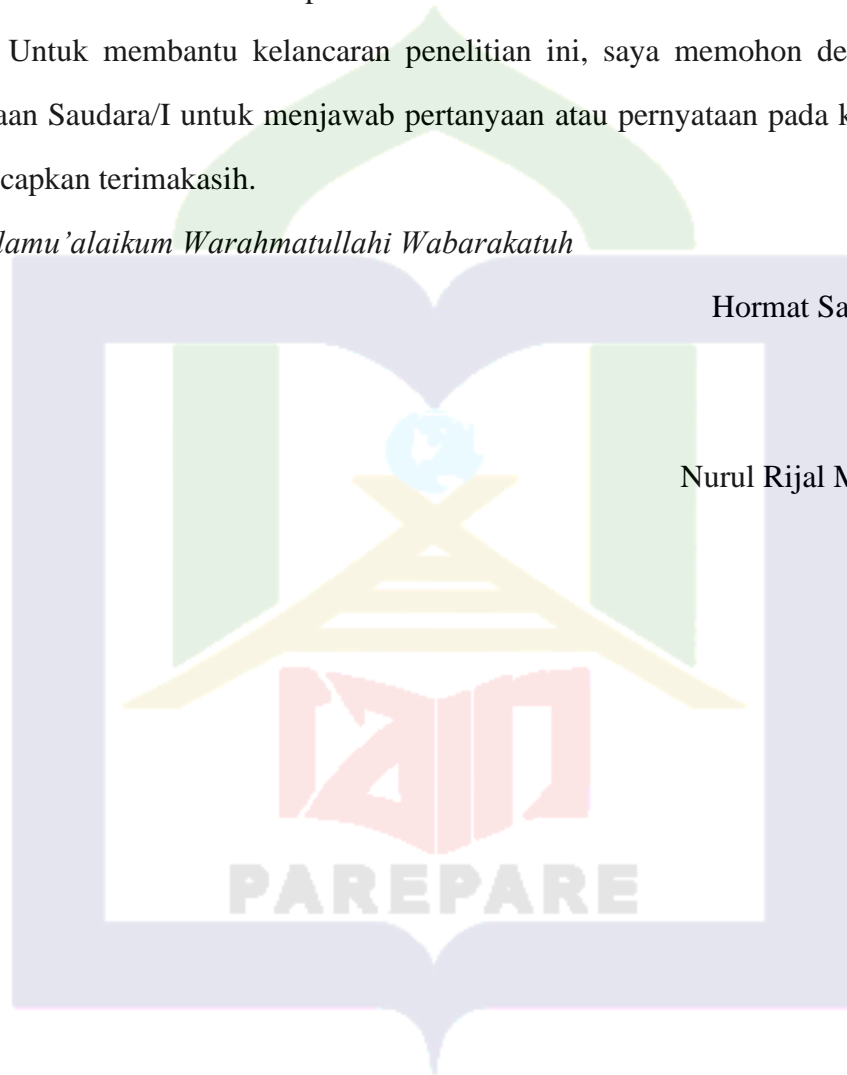 Untuk membantu kelancaran penelitian ini, saya memohon de
aan Saudara/I untuk menjawab pertanyaan atau pernyataan pada k
capkan terimakasih.
lamu’alaikum Warahmatullahi Wabarakatuh
Hormat Sa
Nurul Rijal M
PAREPARE